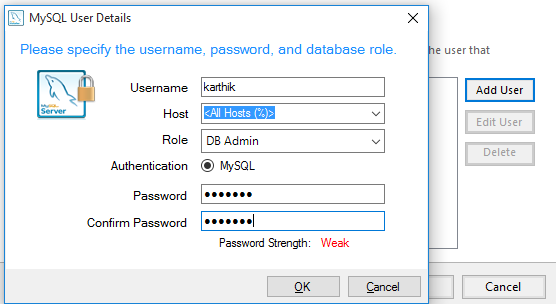 MySQL User Details
Please specify the username, password, and database role.
he user that
MySQL
Server
Username karthik
Host <All Hosts (%)>
Role DB Admin
Authentication MySQL
Password •••••••
Confirm Password •••••••
Password Strength: Weak
OK Cancel
Add User
Edit User
Delete
Cancel